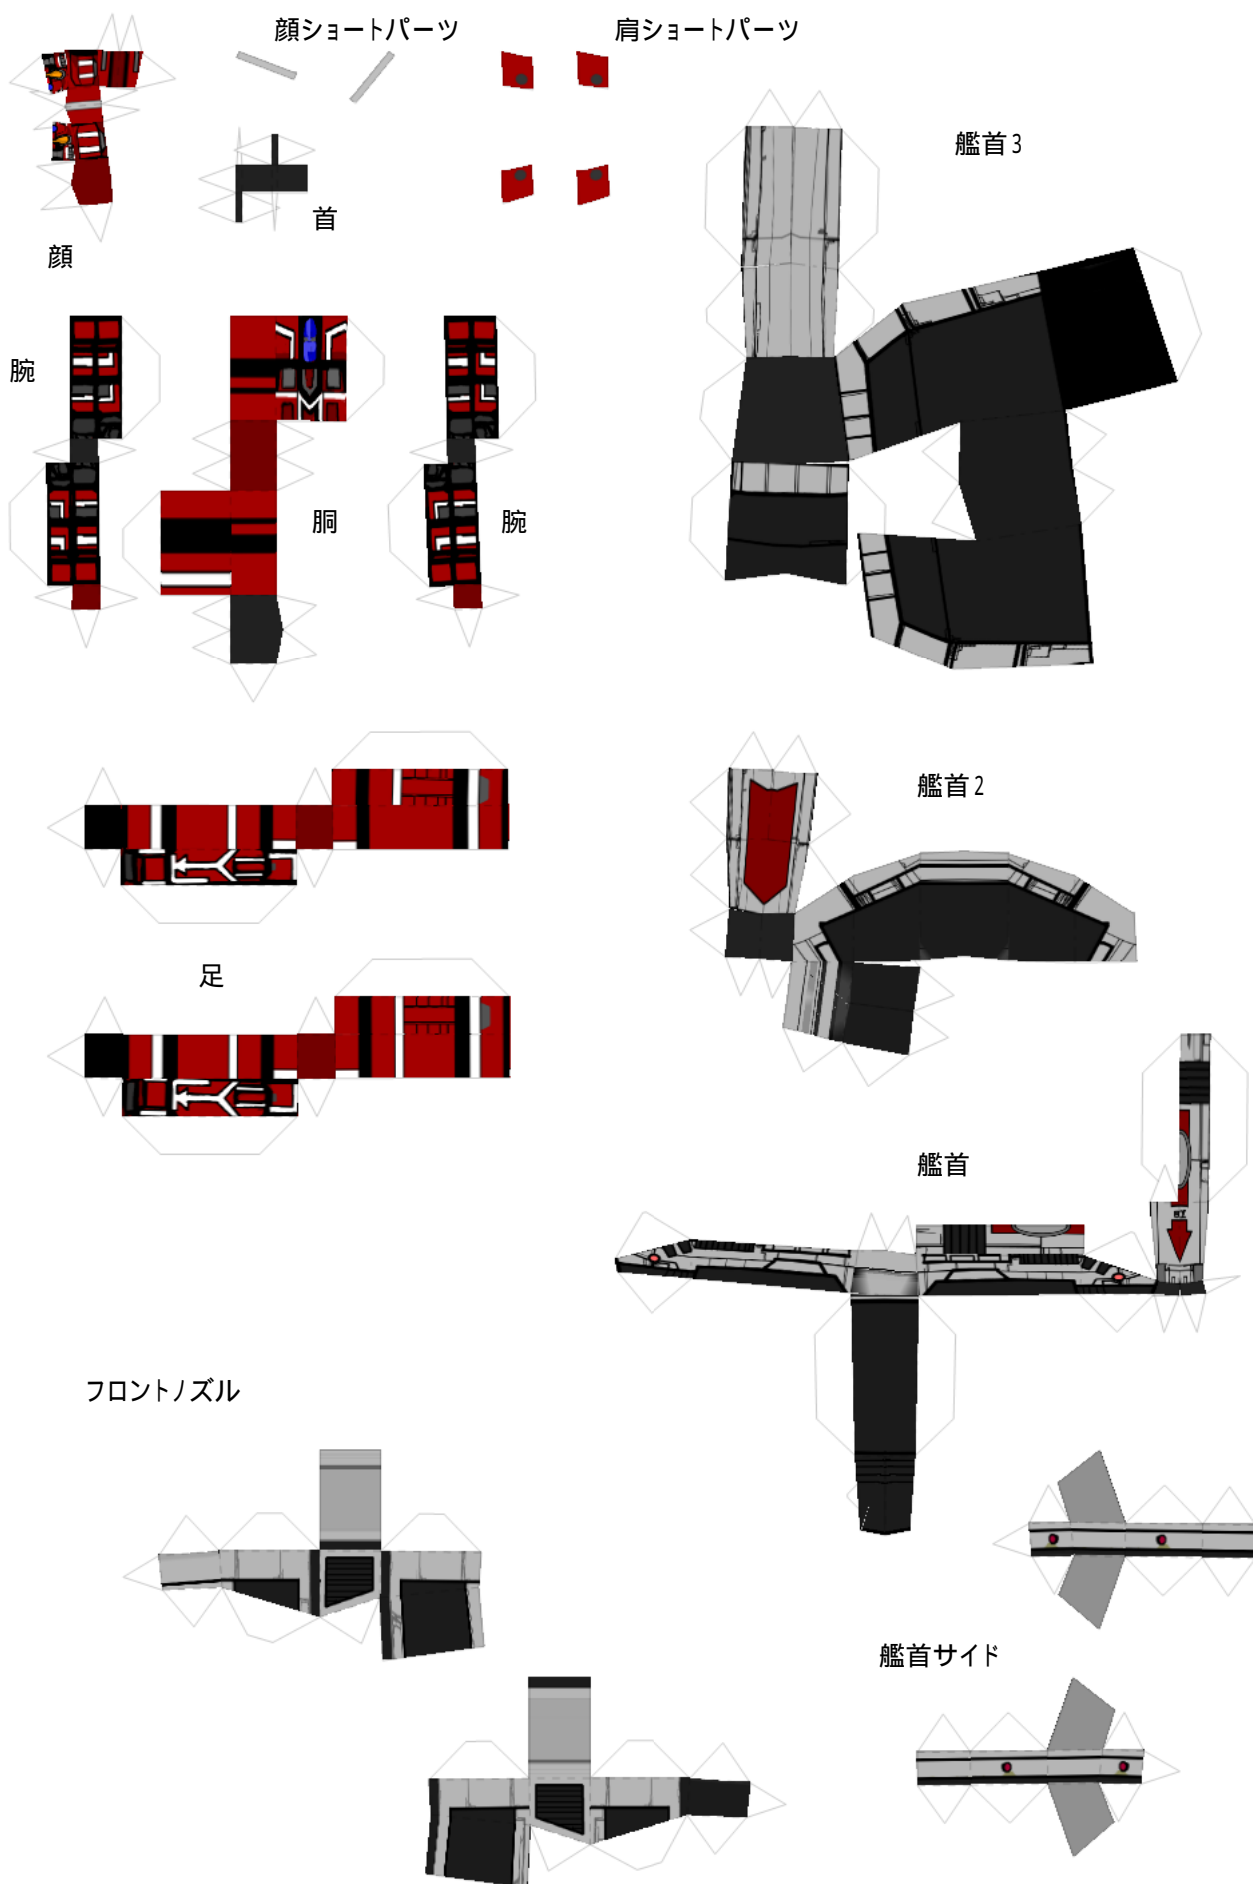 顔ショートパーツ
肩ショートパーツ
艦首3
首
顔
腕
胴
腕
艦首2
足
艦首
フロントノズル
艦首サイド